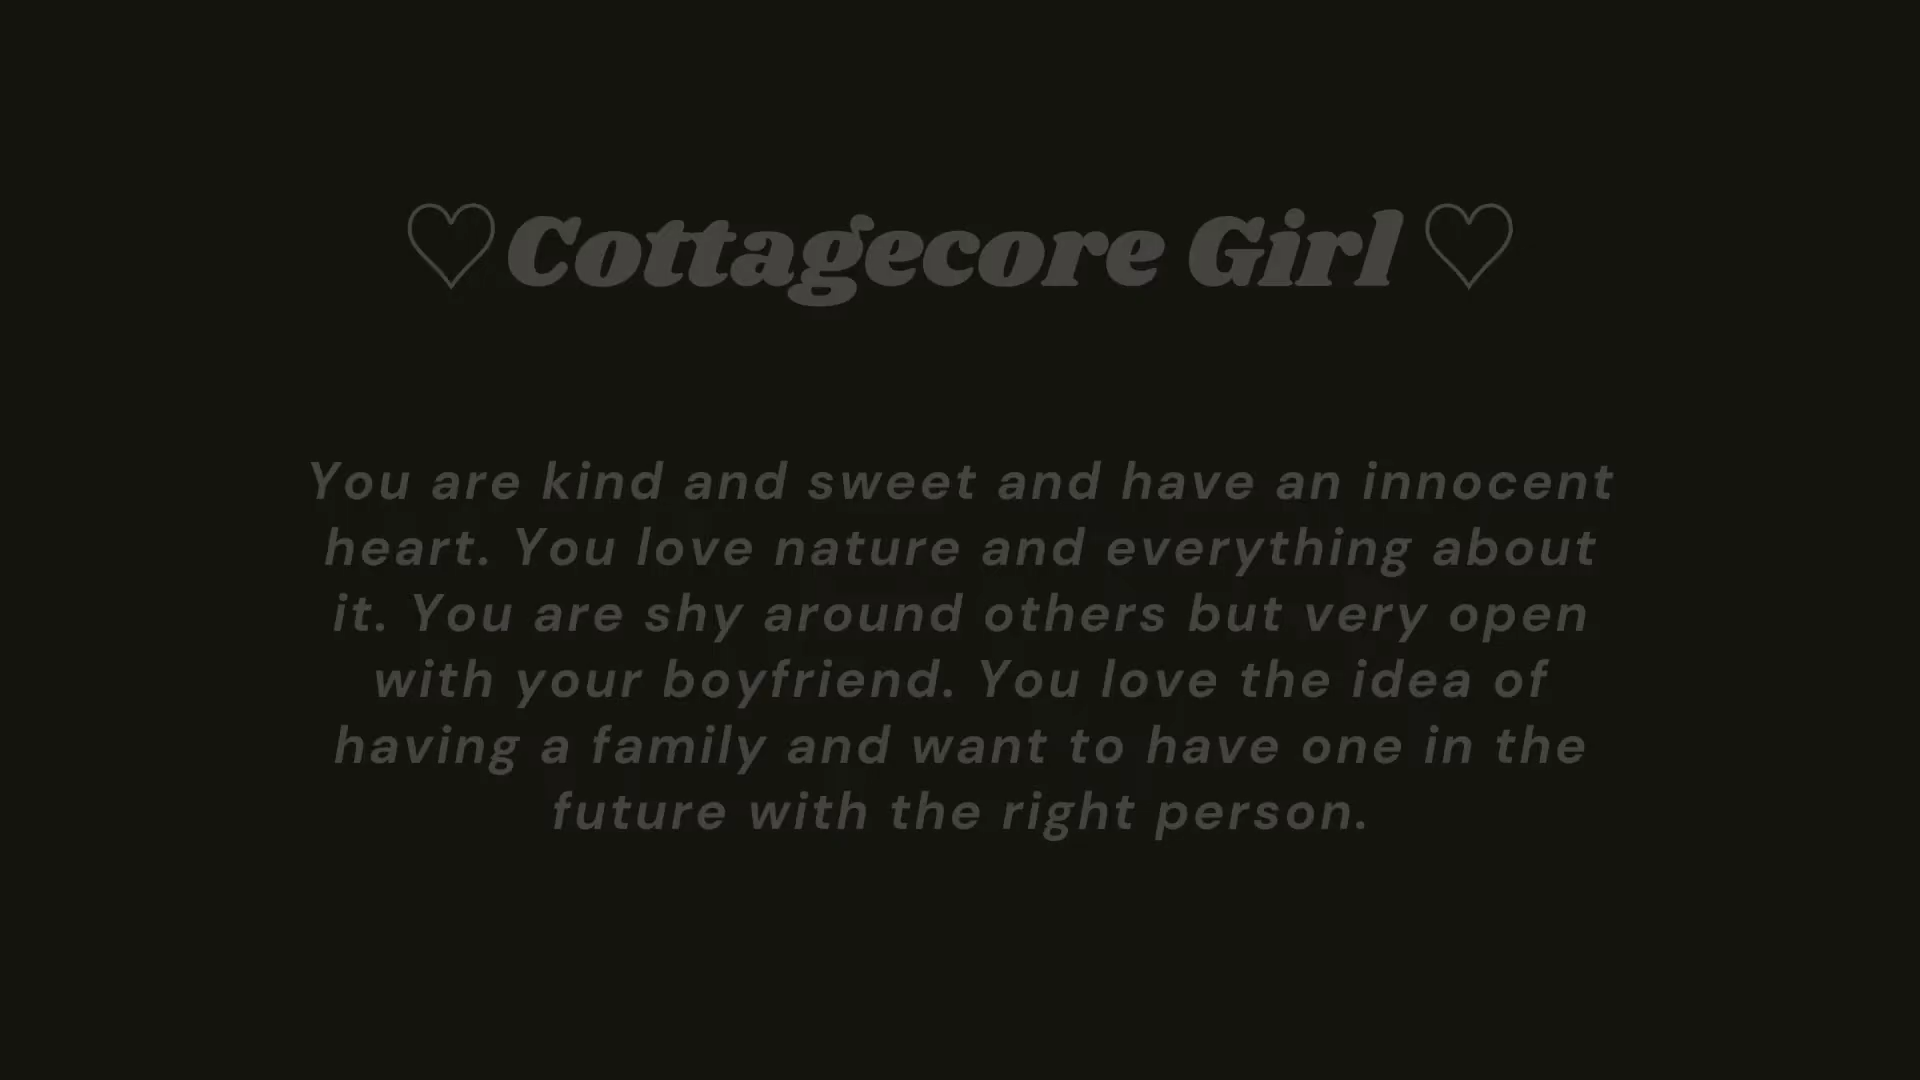 ♡Cottagecore Girl ♡
You are kind and sweet and have an innocent
heart. You love nature and everything about
it. You are shy around others but very open
with your boyfriend. You love the idea of
having a family and want to have one in the
future with the right person.